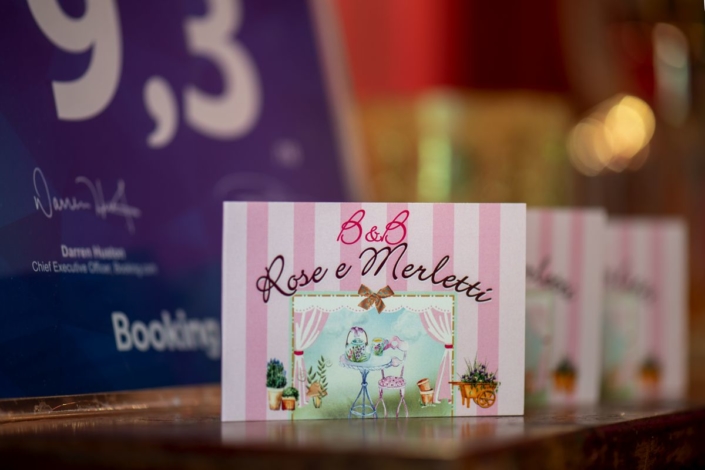 9,3
Darren Huston
Chief Executive Officer, Booking.com
Booking
B&B
Rose e Merletti